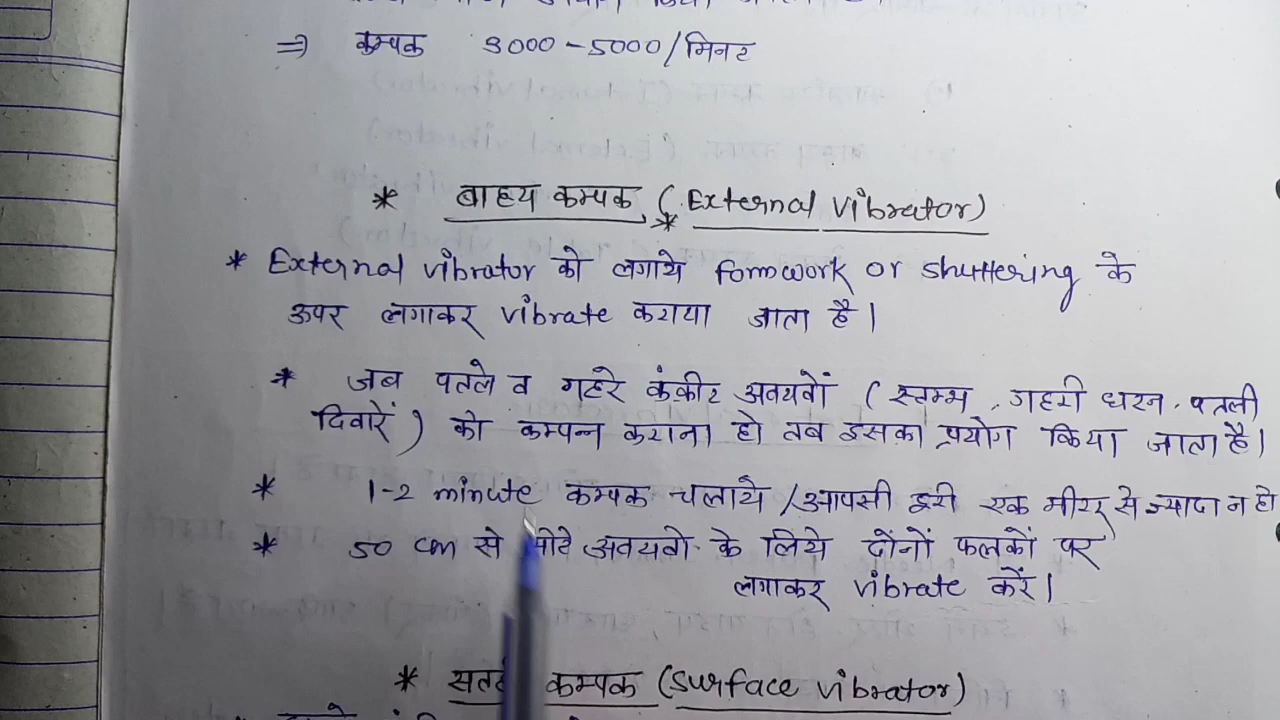 ⇒ कम्पक 3000-5000/मिनट
* बाह्य कम्पक (External Vibrator)
* External vibrator को लगाये formwork or shuttering के
ऊपर लगाकर vibrate कराया जाता है।
* जब पतले व गहरे कंक्रीट अवयवों (स्तम्भ, गहरी धरन, पतली
दिवारें) को कम्पन्न कराना हो तब इसका प्रयोग किया जाता है।
* 1-2 minute कम्पक चलाये /आपसी दूरी एक मीटर से ज्यादा न हो
* 50 cm से मोटे अवयवो के लिये दोंनों फलकों पर
लगाकर vibrate करें।
* सतह कम्पक (Surface vibrator)